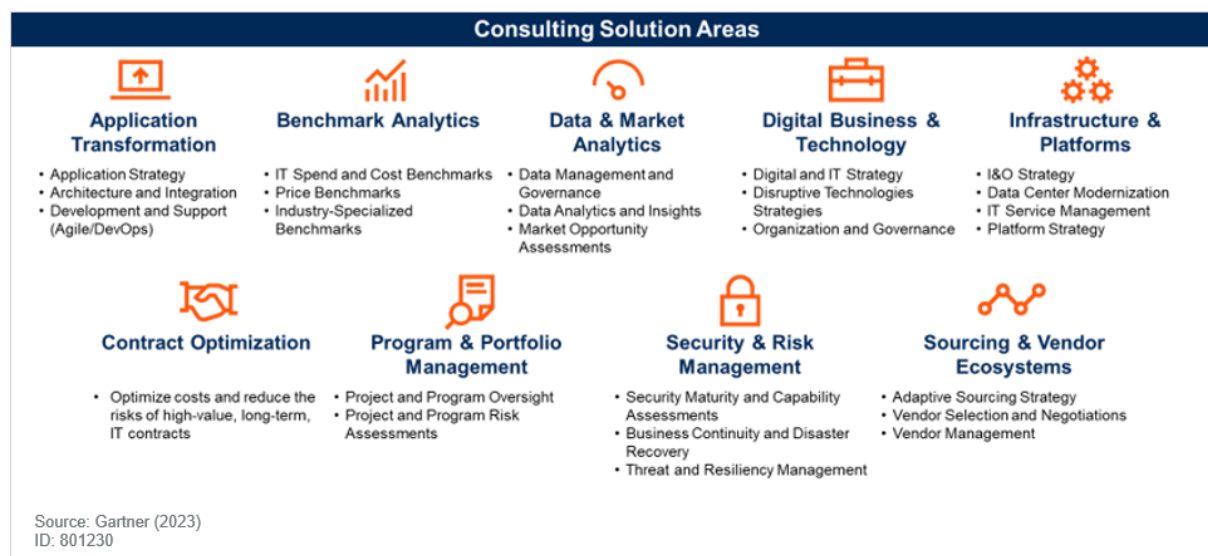 Consulting Solution Areas
Application
Transformation
• Application Strategy
• Architecture and Integration
• Development and Support
(Agile/DevOps)
Benchmark Analytics
• IT Spend and Cost Benchmarks
• Price Benchmarks
• Industry-Specialized
Benchmarks
Data & Market
Analytics
• Data Management and
Governance
• Data Analytics and Insights
• Market Opportunity
Assessments
Digital Business &
Technology
• Digital and IT Strategy
• Disruptive Technologies
Strategies
• Organization and Governance
Infrastructure &
Platforms
• I&O Strategy
• Data Center Modernization
• IT Service Management
• Platform Strategy
Contract Optimization
• Optimize costs and reduce the
risks of high-value, long-term,
IT contracts
Program & Portfolio
Management
• Project and Program Oversight
• Project and Program Risk
Assessments
Security & Risk
Management
• Security Maturity and Capability
Assessments
• Business Continuity and Disaster
Recovery
• Threat and Resiliency Management
Sourcing & Vendor
Ecosystems
• Adaptive Sourcing Strategy
• Vendor Selection and Negotiations
• Vendor Management
Source: Gartner (2023)
ID: 801230